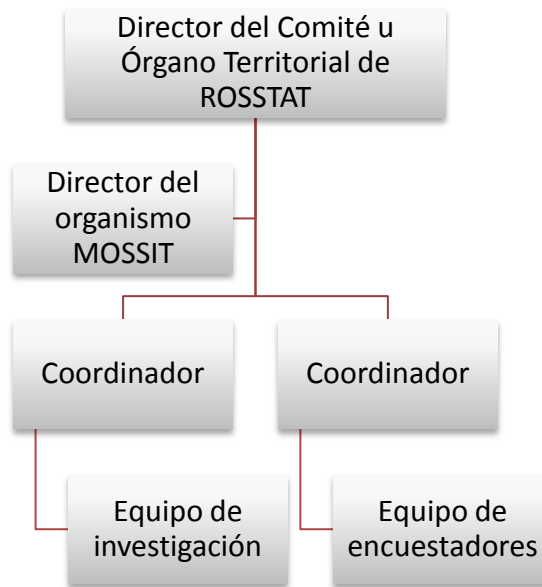 Director del Comité u
Órgano Territorial de
ROSSTAT
Director del
organismo
MOSSIT
Coordinador
Coordinador
Equipo de
investigación
Equipo de
encuestadores